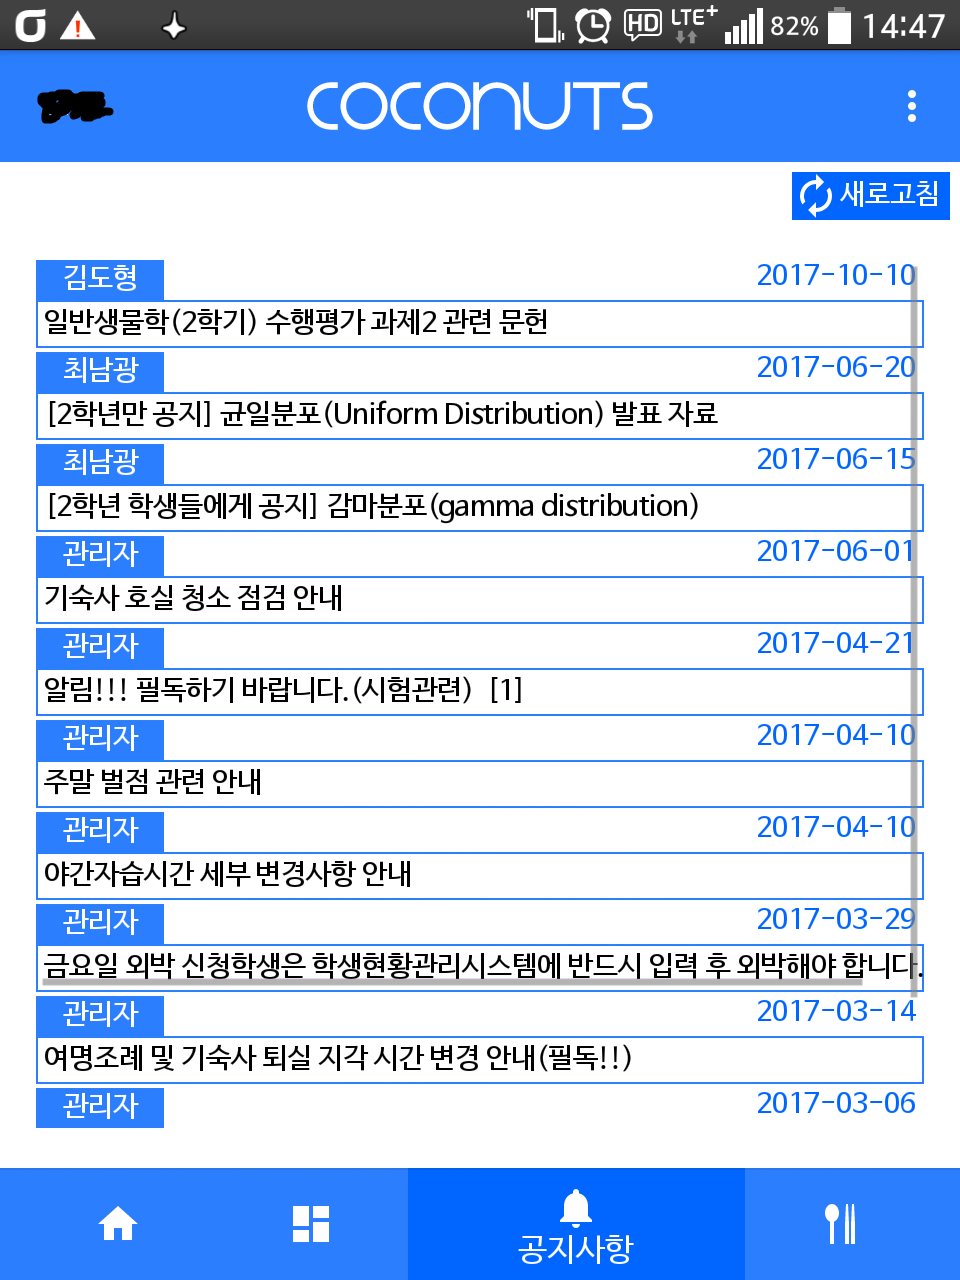 HD LTE+ 82% 14:47
COCONUTS
새로고침
김도형 2017-10-10
일반생물학(2학기) 수행평가 과제2 관련 문헌
최남광 2017-06-20
[2학년만 공지] 균일분포(Uniform Distribution) 발표 자료
최남광 2017-06-15
[2학년 학생들에게 공지] 감마분포(gamma distribution)
관리자 2017-06-01
기숙사 호실 청소 점검 안내
관리자 2017-04-21
알림!!! 필독하기 바랍니다.(시험관련) [1]
관리자 2017-04-10
주말 벌점 관련 안내
관리자 2017-04-10
야간자습시간 세부 변경사항 안내
관리자 2017-03-29
금요일 외박 신청학생은 학생현황관리시스템에 반드시 입력 후 외박해야 합니다.
관리자 2017-03-14
여명조례 및 기숙사 퇴실 지각 시간 변경 안내(필독!!)
관리자 2017-03-06
공지사항